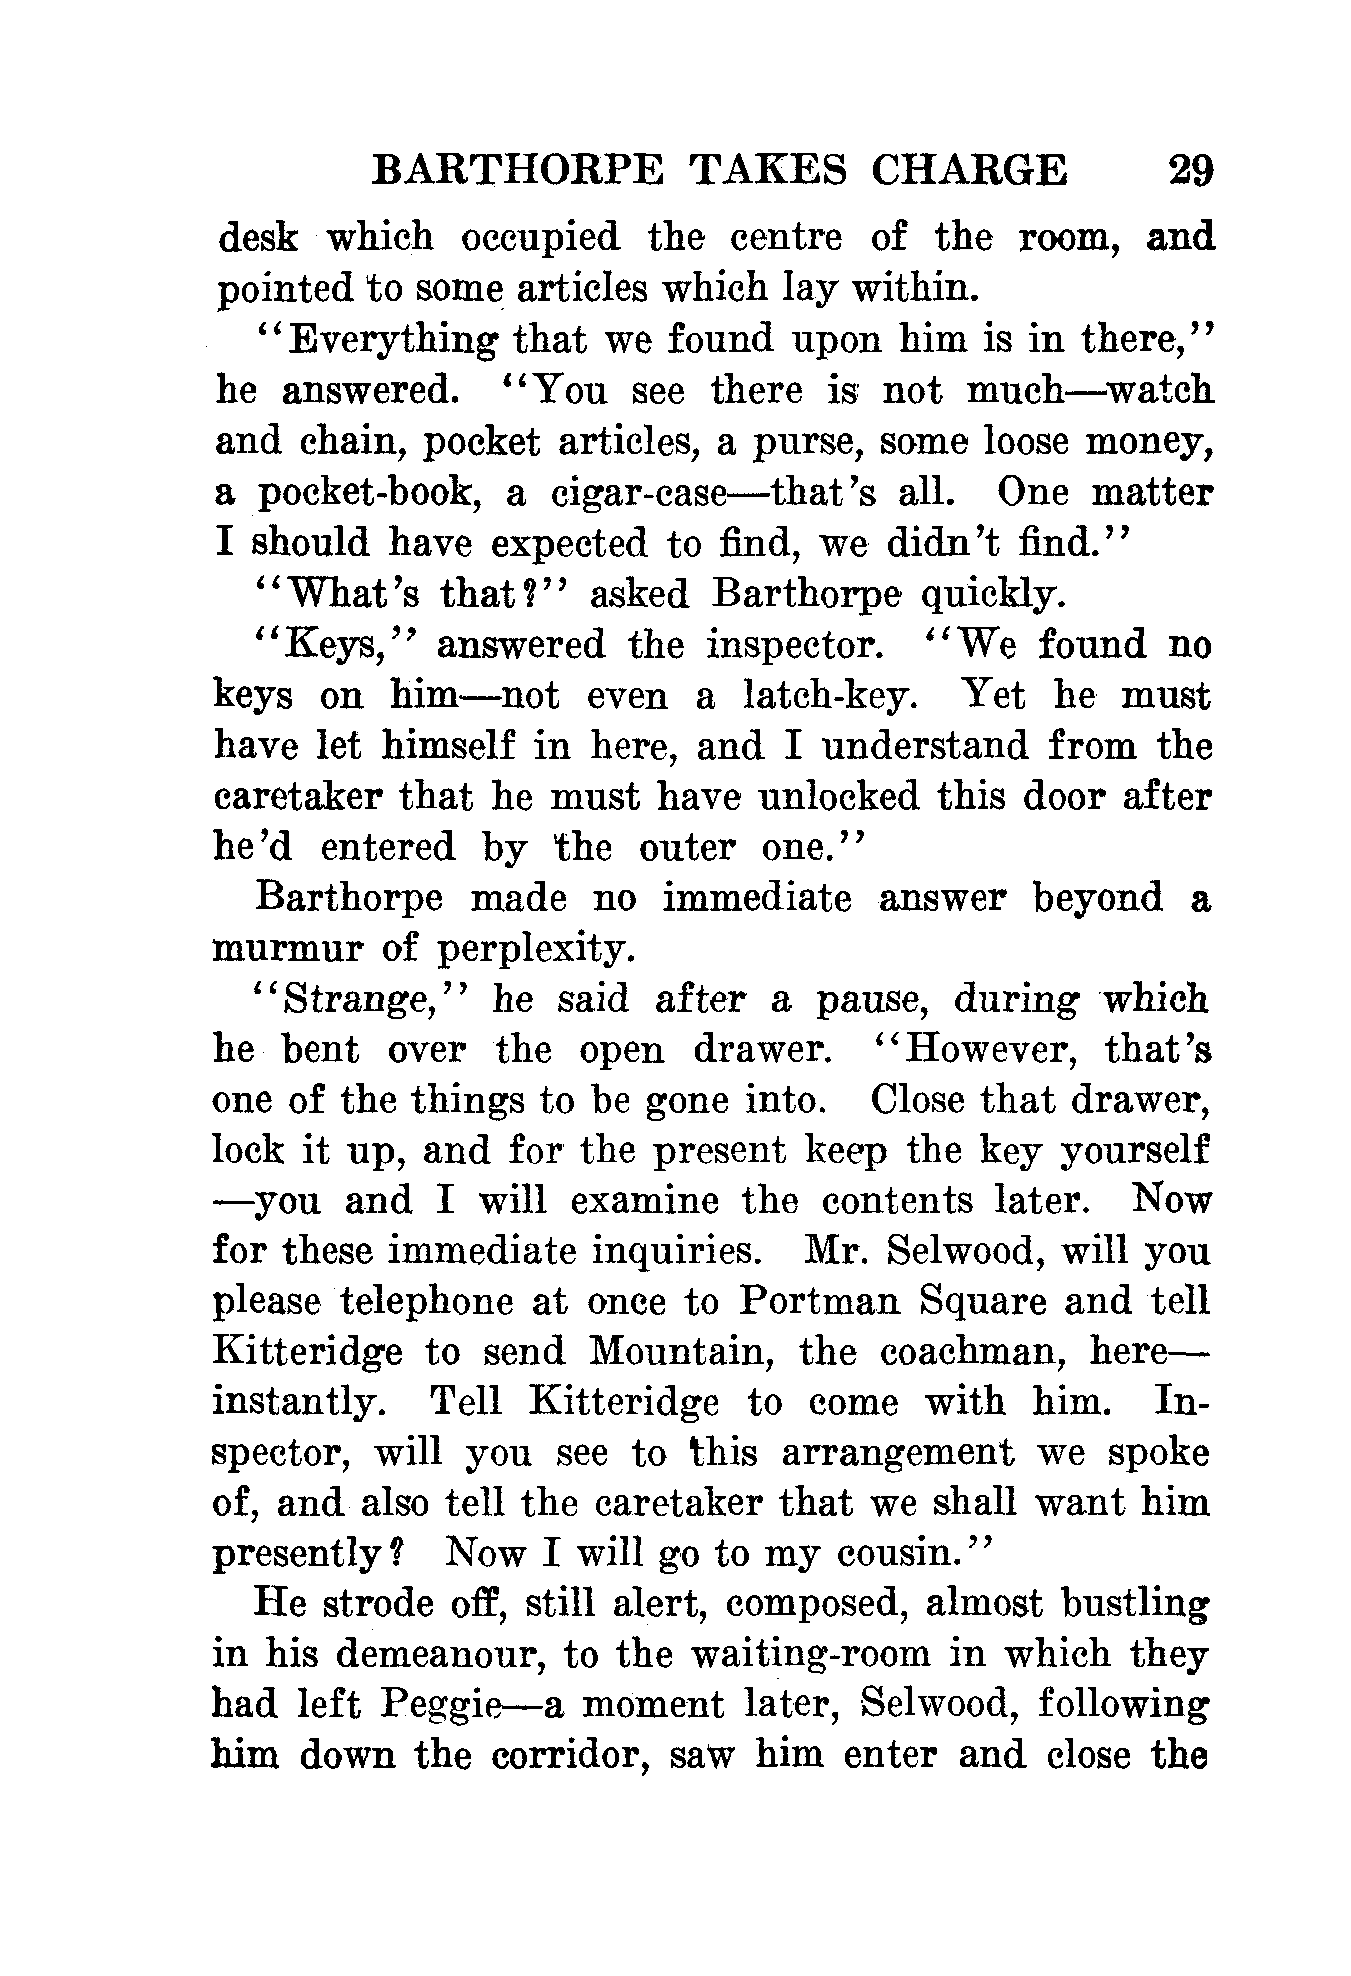 BARTHORPE TAKES CHARGE 29
desk which occupied the centre of the room, and
pointed to some articles which lay within.
"Everything that we found upon him is in there,"
he answered. "You see there is not much—watch
and chain, pocket articles, a purse, some loose money,
a pocket-book, a cigar-case—that's all. One matter
I should have expected to find, we didn't find."
"What's that?" asked Barthorpe quickly.
"Keys," answered the inspector. "We found no
keys on him—not even a latch-key. Yet he must
have let himself in here, and I understand from the
caretaker that he must have unlocked this door after
he'd entered by the outer one."
Barthorpe made no immediate answer beyond a
murmur of perplexity.
"Strange," he said after a pause, during which
he bent over the open drawer. "However, that's
one of the things to be gone into. Close that drawer,
lock it up, and for the present keep the key yourself
—you and I will examine the contents later. Now
for these immediate inquiries. Mr. Selwood, will you
please telephone at once to Portman Square and tell
Kitteridge to send Mountain, the coachman, here—
instantly. Tell Kitteridge to come with him. In-
spector, will you see to this arrangement we spoke
of, and also tell the caretaker that we shall want him
presently? Now I will go to my cousin."
He strode off, still alert, composed, almost bustling
in his demeanour, to the waiting-room in which they
had left Peggie—a moment later, Selwood, following
him down the corridor, saw him enter and close the